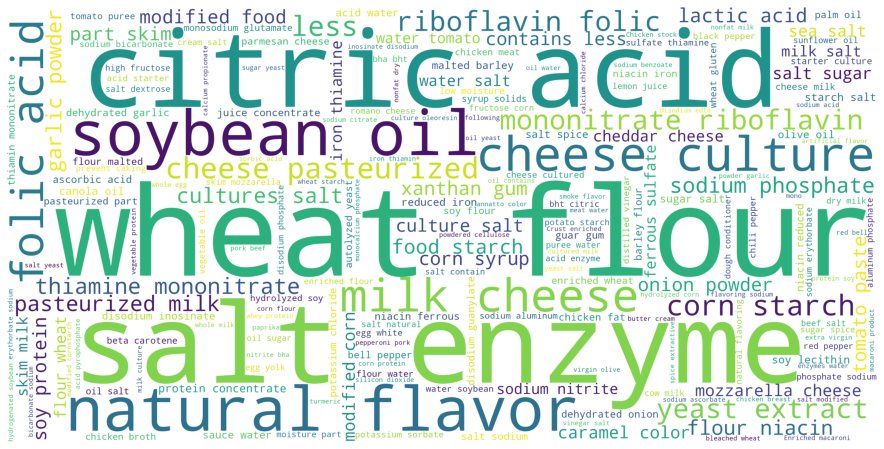 citric acid
wheat flour
salt enzyme
soybean oil
natural flavor
cheese culture
milk cheese
folic acid
cheese pasteurized
mononitrate riboflavin
riboflavin folic
corn starch
yeast extract
thiamine mononitrate
pasteurized milk
sodium phosphate
tomato paste
garlic powder
soy protein
modified food
part skim
less
contains less
lactic acid
sea salt
milk salt
salt sugar
water salt
water tomato
iron thiamine
cheddar cheese
xanthan gum
cultures salt
culture salt
food starch
corn syrup
guar gum
ferrous sulfate
onion powder
mozzarella cheese
flour niacin
caramel color
sodium nitrite
modified corn
skim milk
flour wheat
tomato puree
monosodium glutamate
acid water
palm oil
sodium bicarbonate
cream salt
parmesan cheese
inosinate disodium
chicken meat
Chicken stock
sulfate thiamine
black pepper
nonfat milk
sunflower oil
high fructose
acid starter
bha bht
malted barley
niacin iron
sodium benzoate
starter culture
salt dextrose
calcium propionate
sugar yeast
nonfat dry
low moisture
syrup solids
oil water
lemon juice
wheat gluten
calcium chloride
cheese milk
starch salt
thiamin mononitrate
dehydrated garlic
juice concentrate
romano cheese
fructose corn
sodium citrate
culture oleoresin
following
oil yeast
sodium acid
salt spice
olive oil
artificial flavor
flour malted
prevent caking
sorbic acid
iron thiamin
ascorbic acid
whole egg
wheat starch
canola oil
skim mozzarella
pasteurized part
cheese cultured
oil contains
powder garlic
smoke flavor
bht citric
meat water
reduced iron
annatto color
soy flour
potato starch
Crust enriched
puree water
acid enzyme
cultured milk
yeast salt
distilled vinegar
barley flour
sugar salt
dough conditioner
chili pepper
mono
dry milk
red bell
niacin reduced
sodium erythorbate
aluminum phosphate
protein soy
vegetable protein
vegetable oil
disodium phosphate
autolyzed yeast
monocalcium phosphate
powdered cellulose
salt yeast
pork beef
salt contain
enriched flour
enriched wheat
hydrolyzed corn
flavoring sodium
hydrolyzed soy
corn flour
whey protein
potassium chloride
niacin ferrous
sodium aluminum
disodium guanylate
chicken fat
butter cream
salt natural
egg white
disodium inosinate
whole milk
paprika
oil sugar
pepperoni pork
nitrite bha
beta carotene
egg yolk
milk culture
acid pyrophosphate
hydrogenated soybean
erythorbate sodium
bicarbonate sodium
bell pepper
corn oil
virgin olive
flour water
silicon dioxide
oil salt
protein concentrate
water soybean
turmeric
chicken broth
sauce water
moisture part
potassium sorbate
salt sodium
spice extractives
natural flavoring
beef salt
sugar spice
extra virgin
red pepper
macaroni product
soy lecithin
enzymes water
phosphate sodium
cow milk
sodium ascorbate
chicken breast
salt modified
dehydrated onion
vinegar salt
bleached wheat
Enriched macaroni